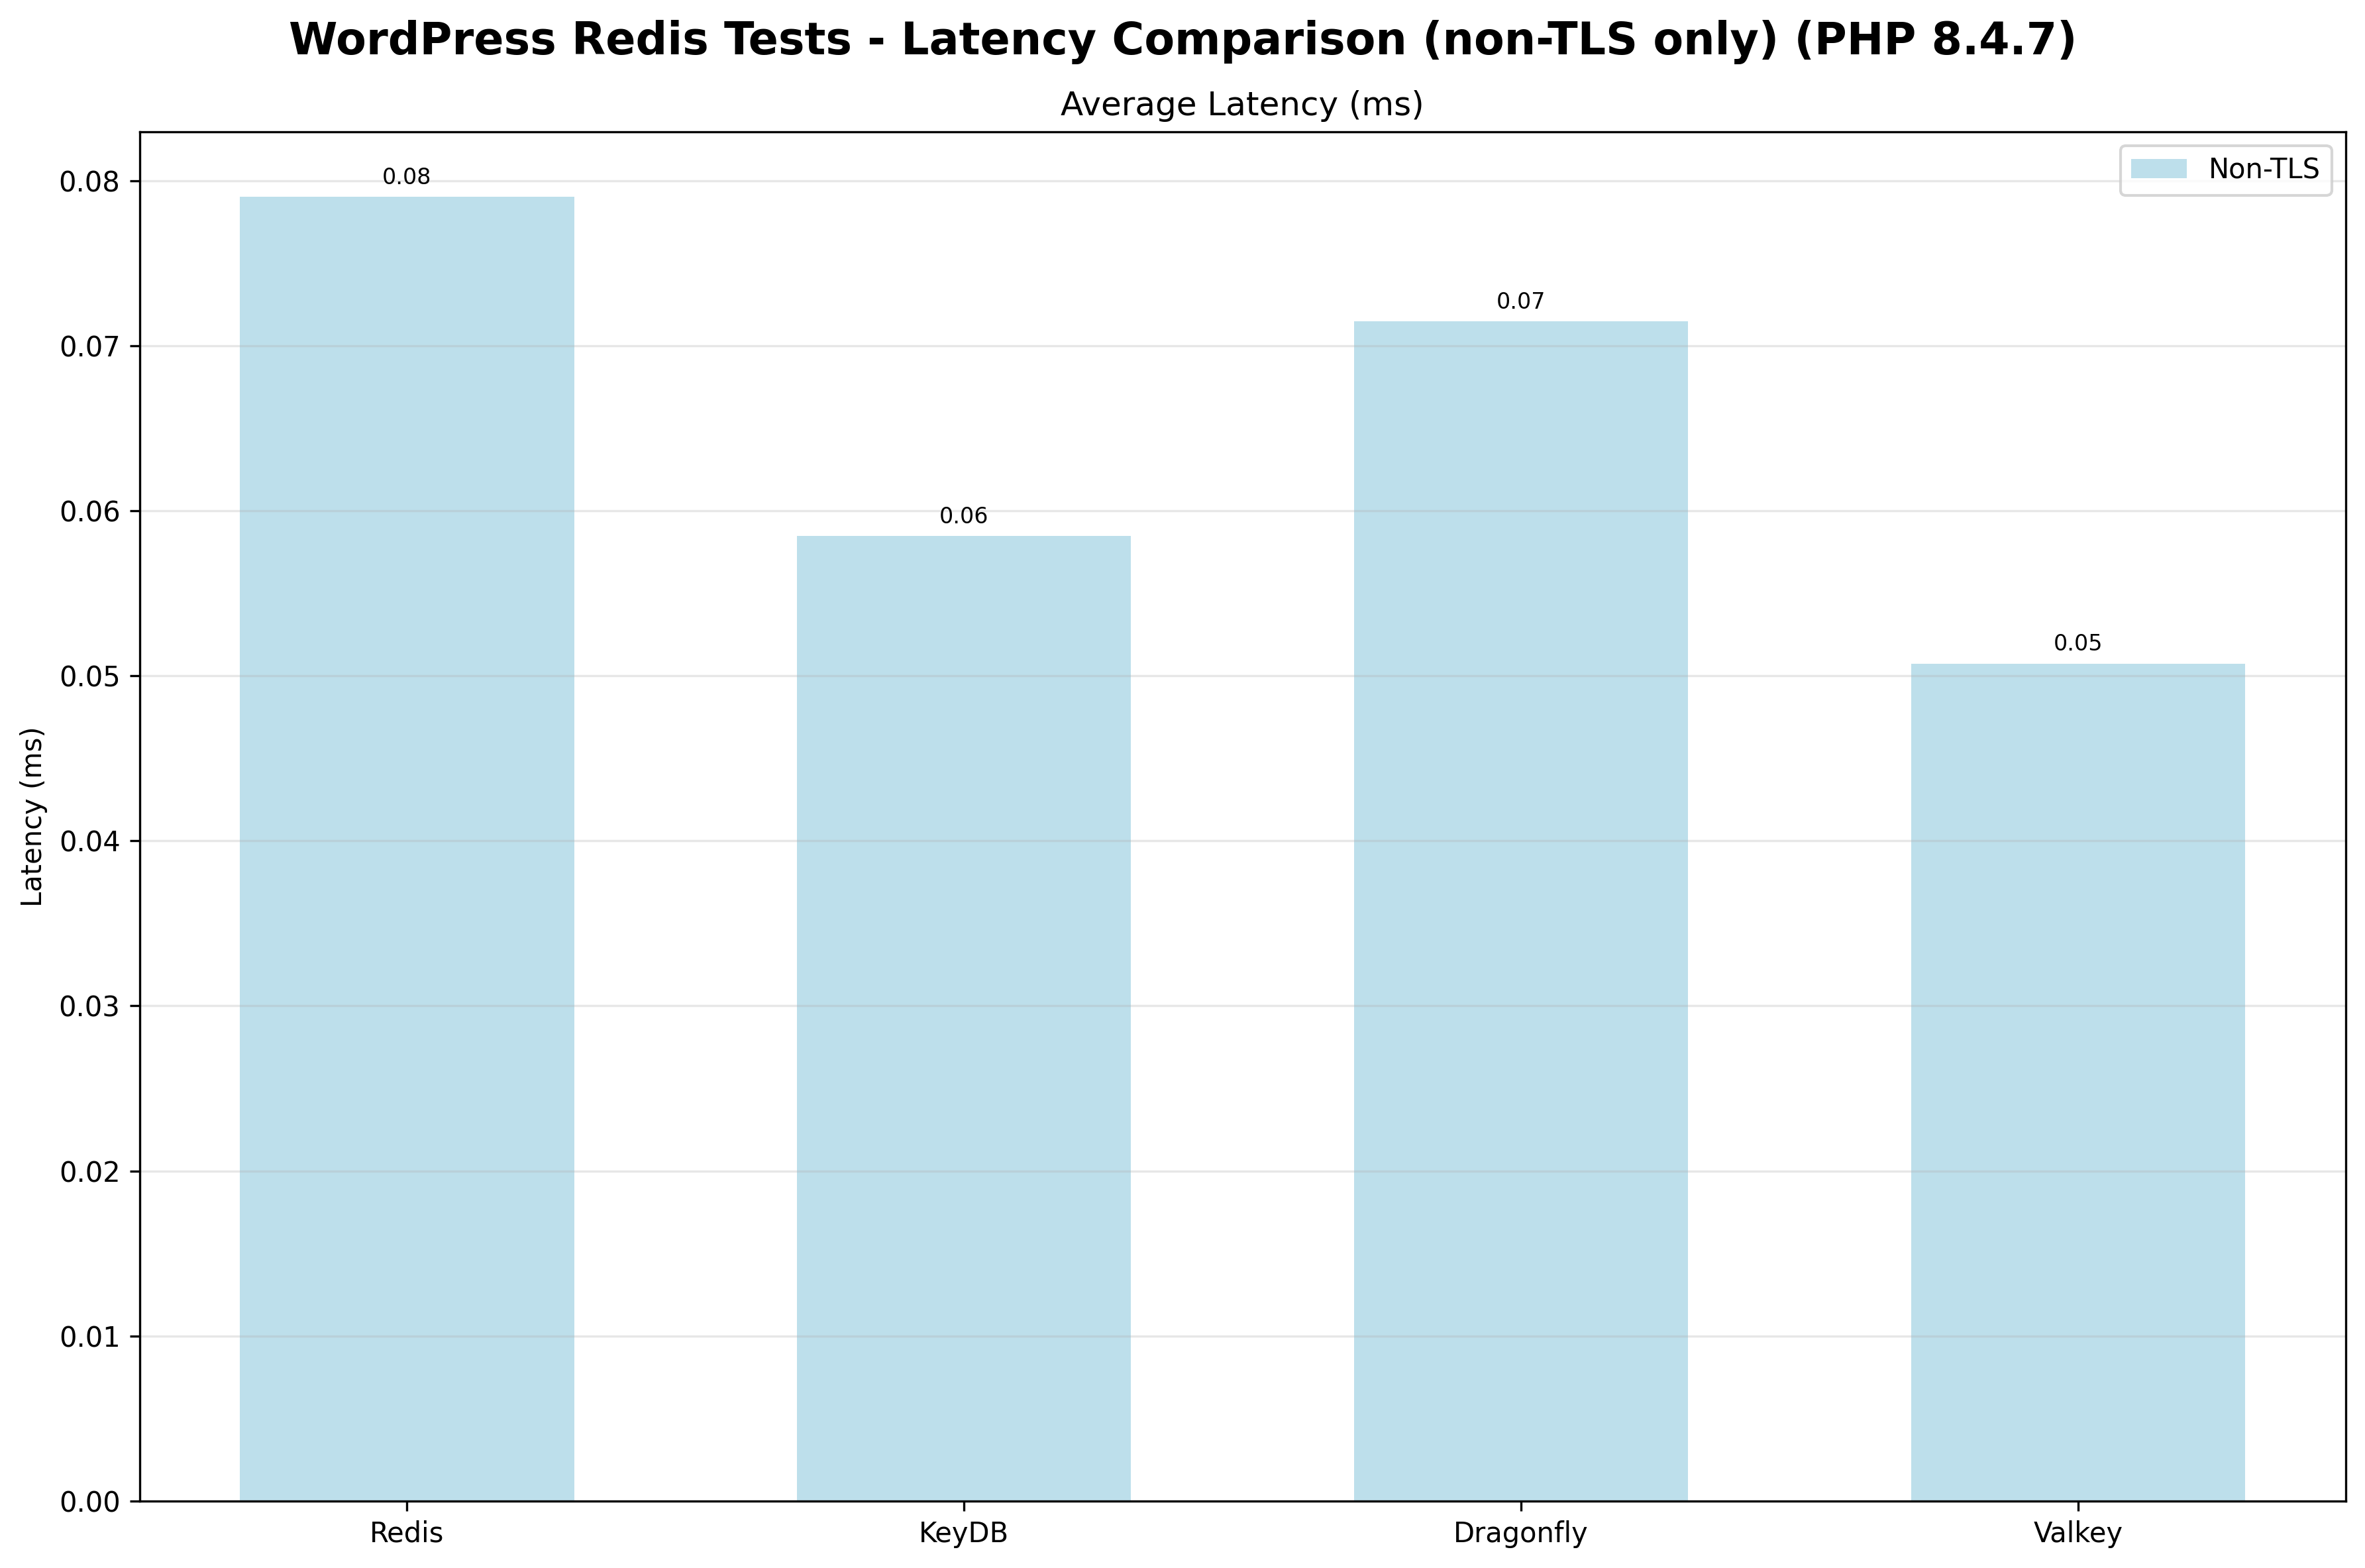 WordPress Redis Tests - Latency Comparison (non-TLS only) (PHP 8.4.7)
Average Latency (ms)
Non-TLS
Latency (ms)
0.08
0.07
0.06
0.05
0.04
0.03
0.02
0.01
0.00
0.08
0.06
0.07
0.05
Redis
KeyDB
Dragonfly
Valkey